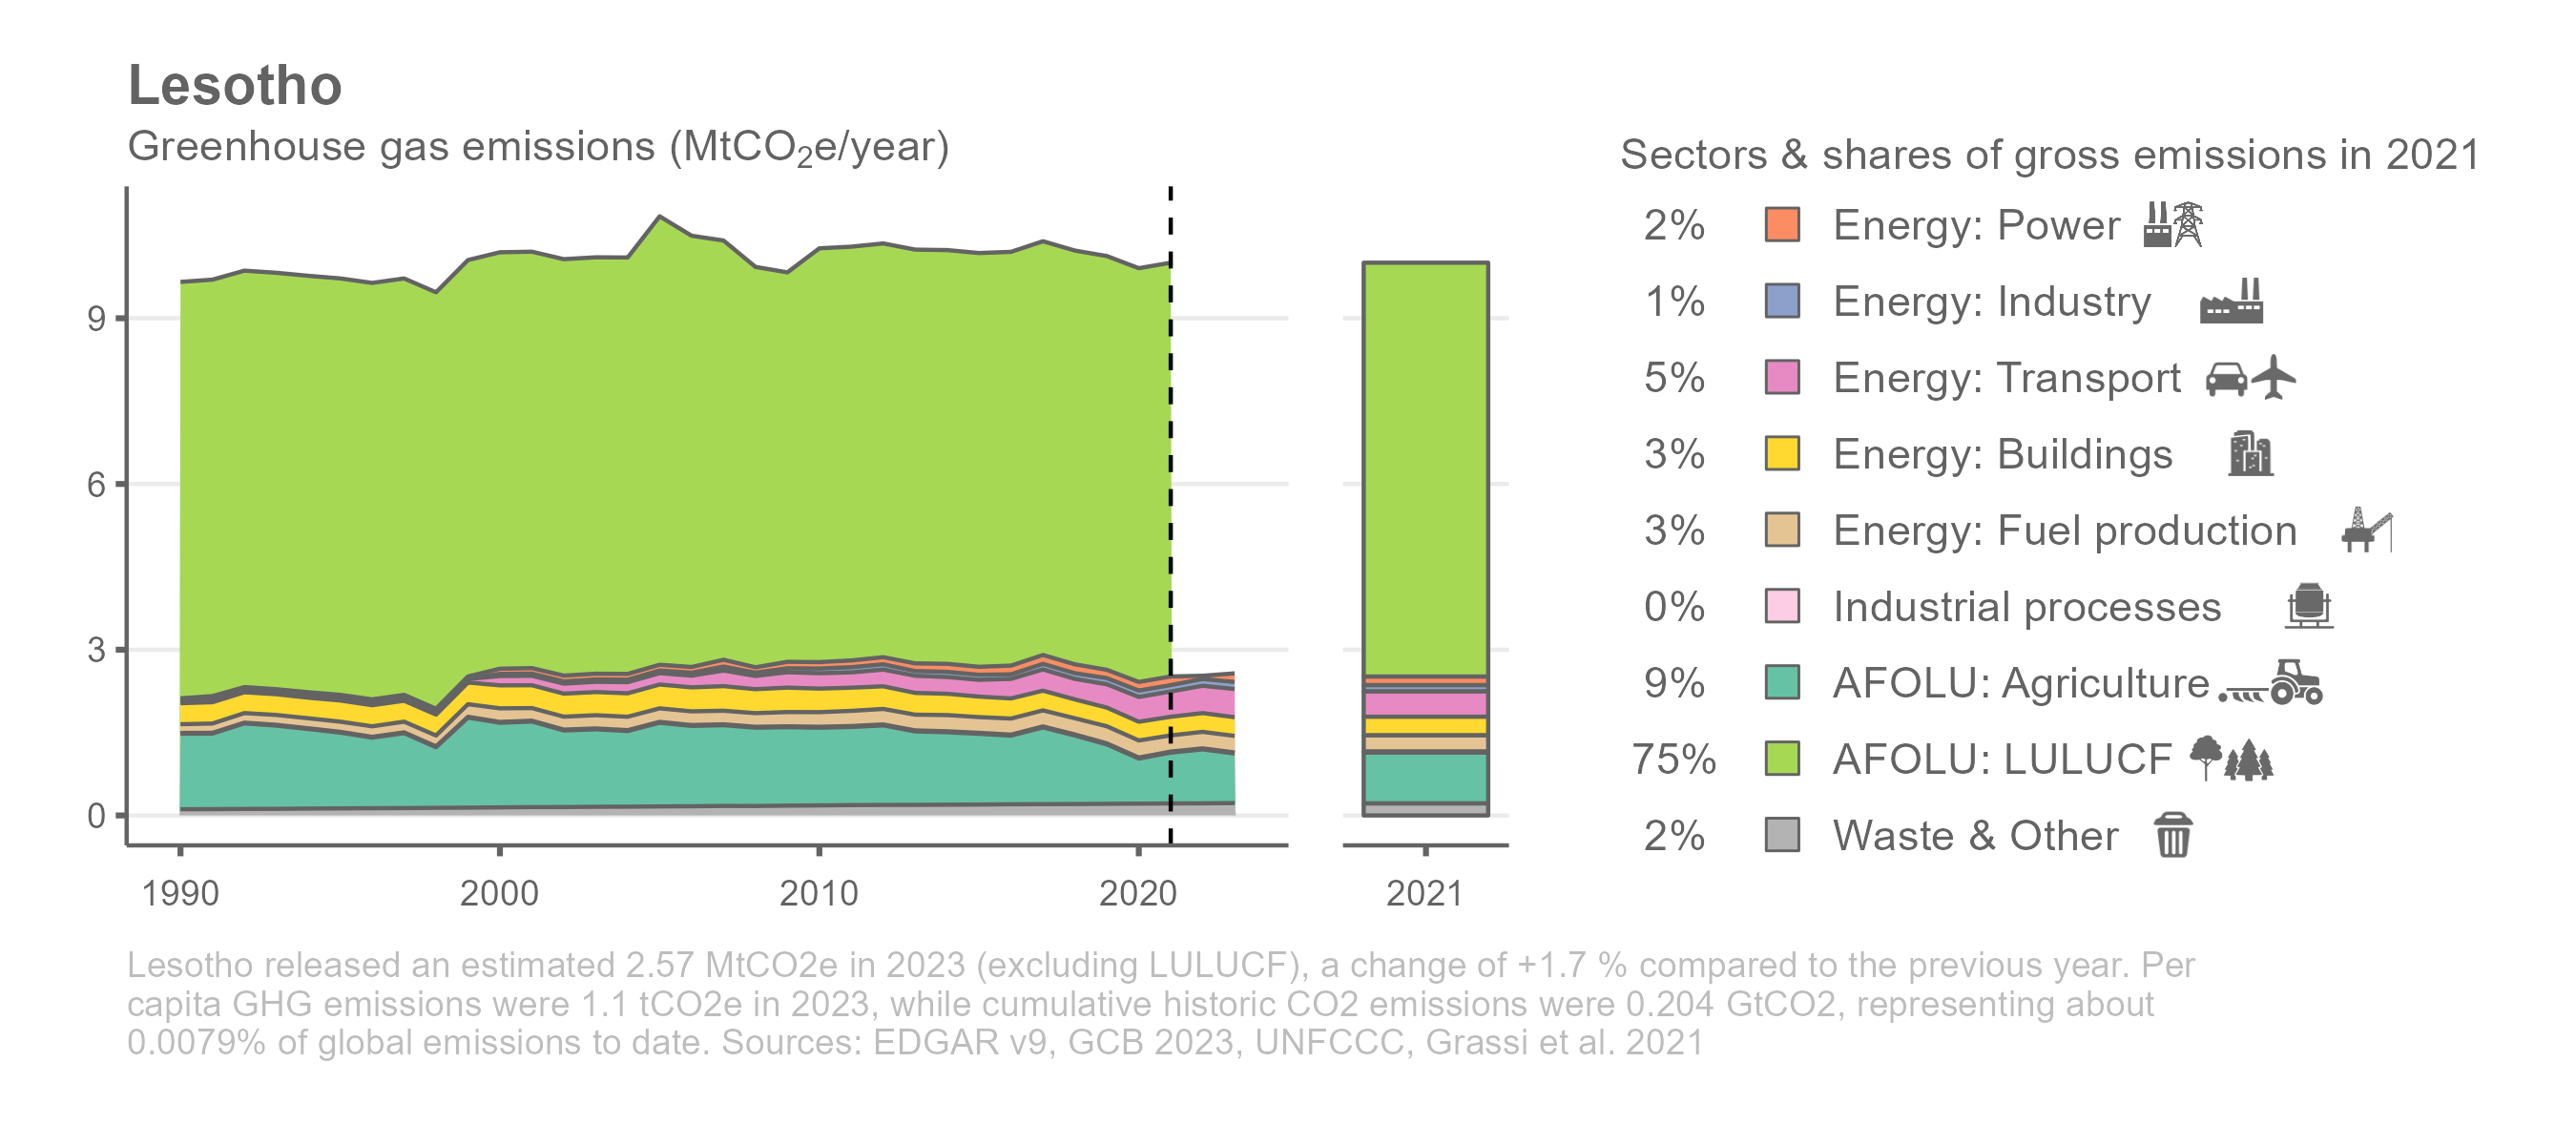 Lesotho
Greenhouse gas emissions (MtCO₂e/year)
9
6
3
0
1990 2000 2010 2020
2021
Sectors & shares of gross emissions in 2021
2% Energy: Power
1% Energy: Industry
5% Energy: Transport
3% Energy: Buildings
3% Energy: Fuel production
0% Industrial processes
9% AFOLU: Agriculture
75% AFOLU: LULUCF
2% Waste & Other
Lesotho released an estimated 2.57 MtCO2e in 2023 (excluding LULUCF), a change of +1.7 % compared to the previous year. Per
capita GHG emissions were 1.1 tCO2e in 2023, while cumulative historic CO2 emissions were 0.204 GtCO2, representing about
0.0079% of global emissions to date. Sources: EDGAR v9, GCB 2023, UNFCCC, Grassi et al. 2021